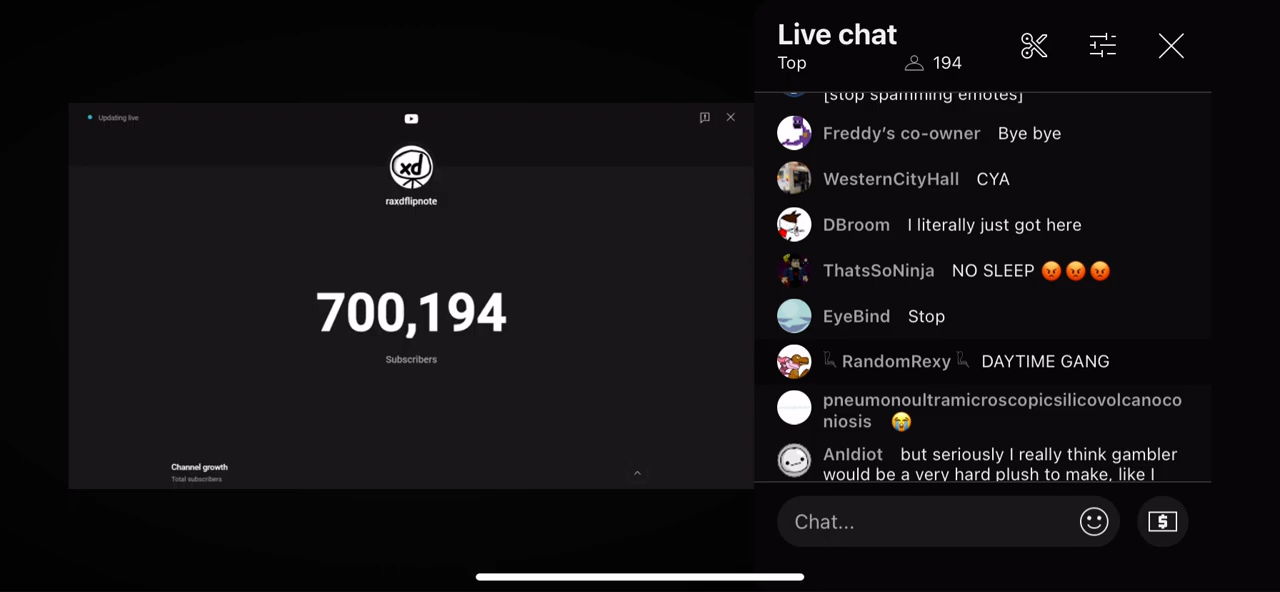 Updating live
xd
raxdflipnote
700,194
Subscribers
Channel growth
Total subscribers
Live chat
Top
194
[stop spamming emotes]
Freddy’s co-owner Bye bye
WesternCityHall CYA
DBroom I literally just got here
ThatsSoNinja NO SLEEP 😡😡😡
EyeBind Stop
RandomRexy DAYTIME GANG
pneumonoultramicroscopicsilicovolcanoco
niosis 😭
AnIdiot but seriously I really think gambler
would be a very hard plush to make, like I
Chat...
$